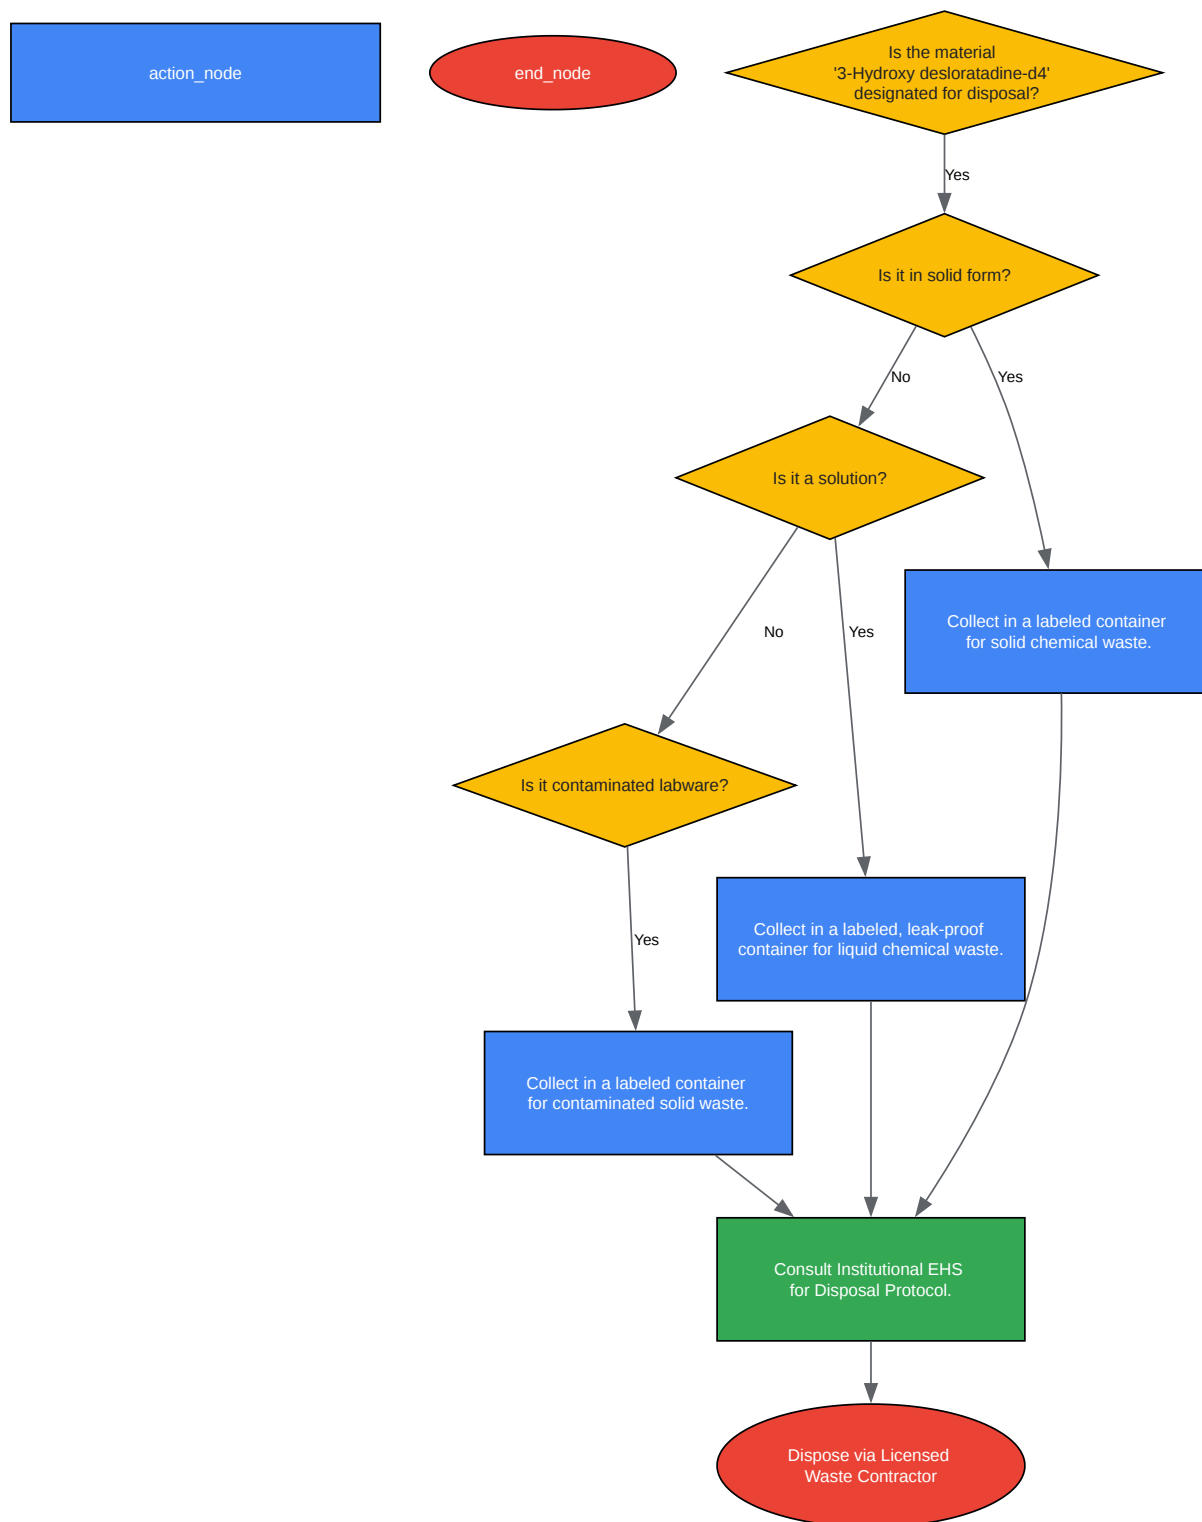 action_node
end_node
Is the material
'3-Hydroxy desloratadine-d4'
designated for disposal?
Yes
Is it in solid form?
No
Yes
Is it a solution?
No
Yes
Collect in a labeled container
for solid chemical waste.
Is it contaminated labware?
Yes
Collect in a labeled, leak-proof
container for liquid chemical waste.
Collect in a labeled container
for contaminated solid waste.
Consult Institutional EHS
for Disposal Protocol.
Dispose via Licensed
Waste Contractor